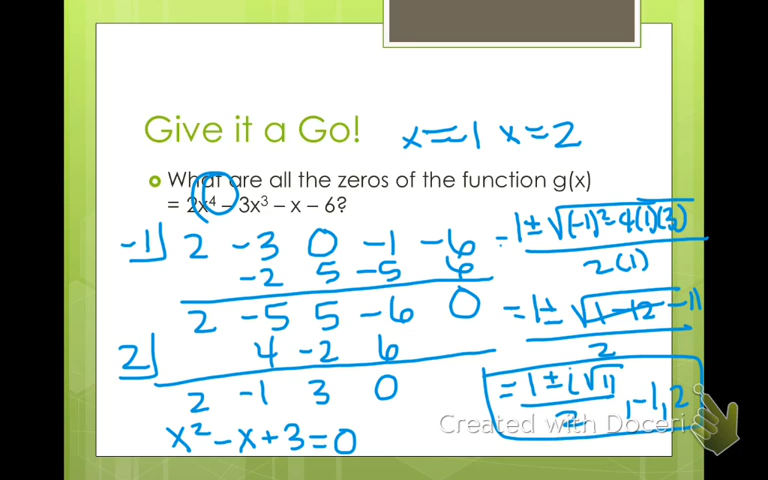 Give it a Go!
x=-1 x=2
What are all the zeros of the function g(x)
= 2x⁴ – 3x³ – x – 6?
-1| 2 -3 0 -1 -6
-2 5 -5 6
2 -5 5 -6 0
2| 4 -2 6
2 -1 3 0
x² - x + 3 = 0
= 1 ± √((-1)² - 4(1)(3))
2(1)
= 1 ± √(1-12) -11
2
= 1 ± i√11 , -1, 2
2
Created with Doceri